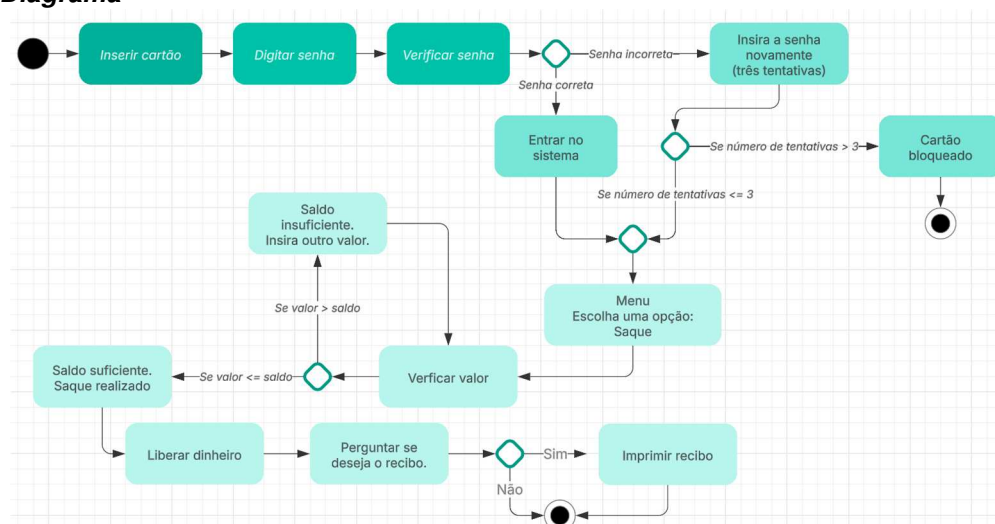 Diagrama
Inserir cartão
Digitar senha
Verificar senha
Senha incorreta
Insira a senha
novamente
(três tentativas)
Senha correta
Entrar no
sistema
Se número de tentativas > 3
Cartão
bloqueado
Se número de tentativas <= 3
Saldo
insuficiente.
Insira outro valor.
Menu
Escolha uma opção:
Saque
Se valor > saldo
Saldo suficiente.
Saque realizado
Se valor <= saldo
Verficar valor
Liberar dinheiro
Perguntar se
deseja o recibo.
Sim
Imprimir recibo
Não